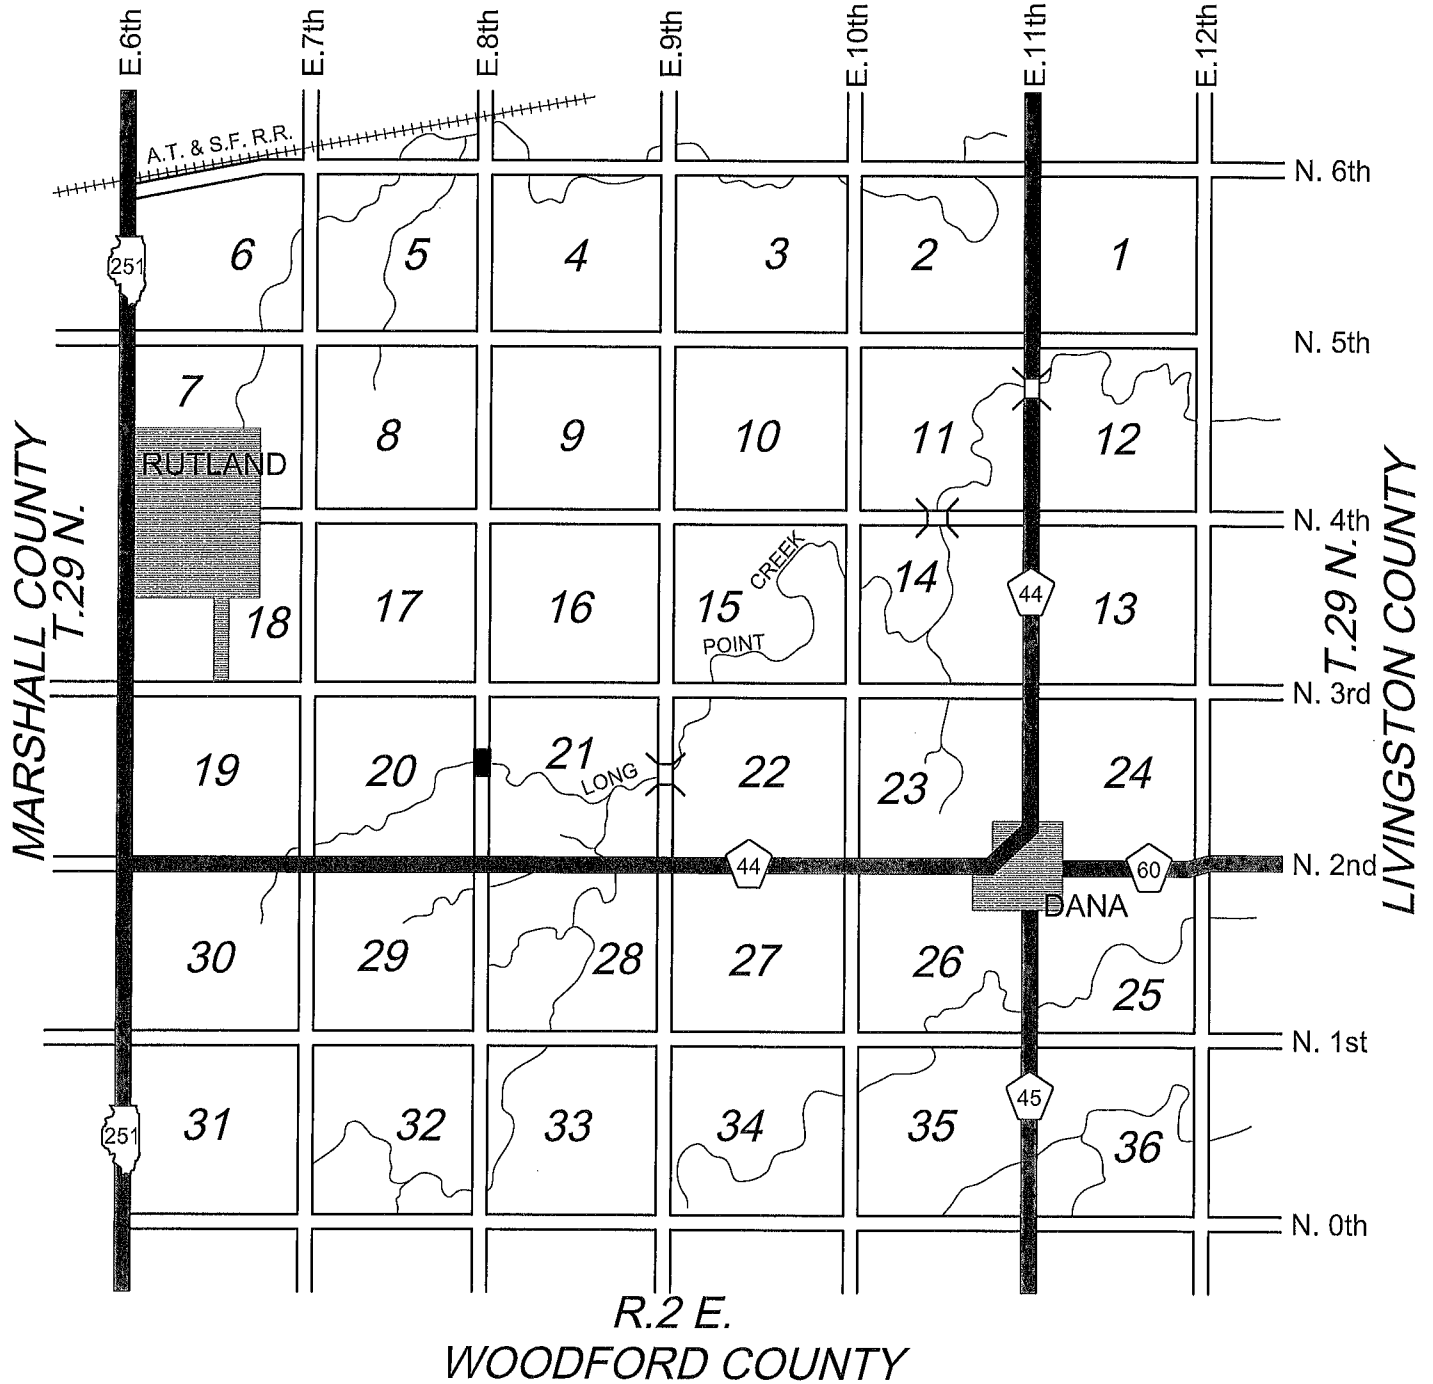 E.6th
E.7th
E.8th
E.9th
E.10th
E.11th
E.12th
A.T. & S.F. R.R.
N. 6th
6
5
4
3
2
1
251
N. 5th
7
8
9
10
11
12
RUTLAND
MARSHALL COUNTY
T.29 N.
LIVINGSTON COUNTY
T.29 N.
N. 4th
CREEK
18
17
16
15
14
13
44
POINT
N. 3rd
19
20
21
LONG
22
23
24
44
60
N. 2nd
DANA
30
29
28
27
26
25
N. 1st
45
251
31
32
33
34
35
36
N. 0th
R.2 E.
WOODFORD COUNTY